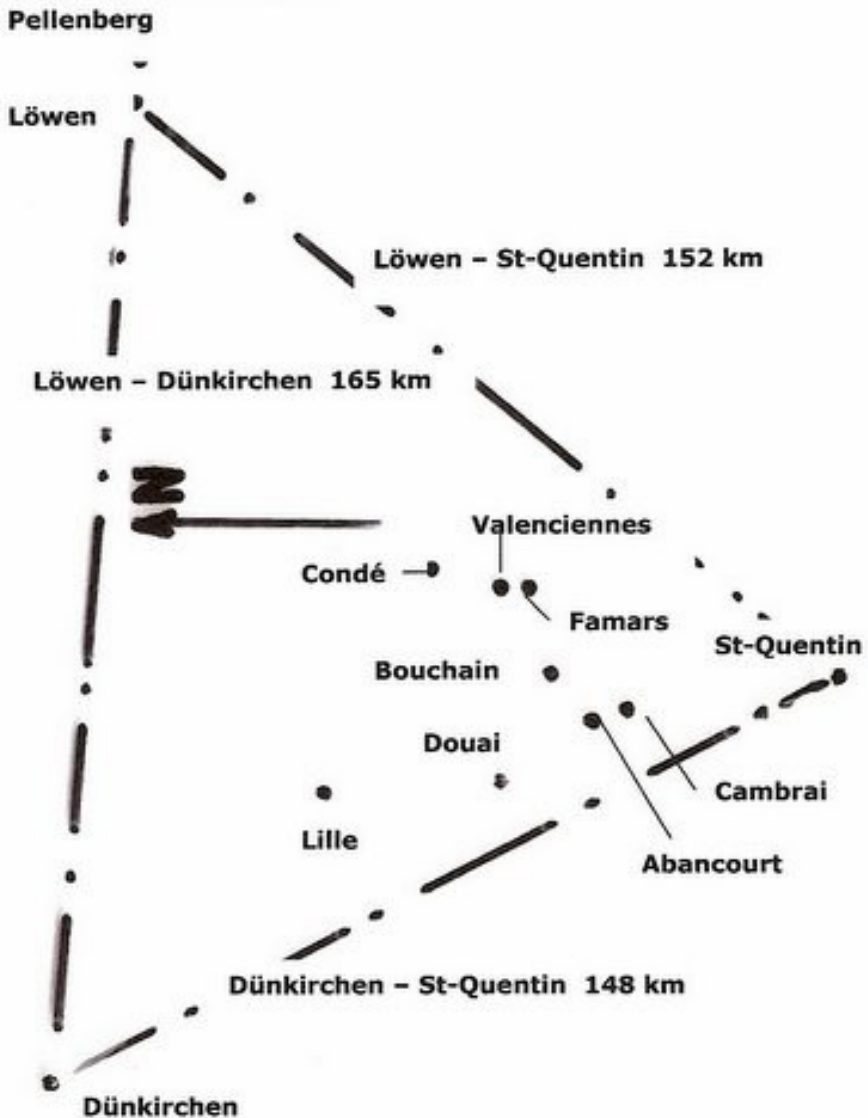 Pellenberg
Löwen
Löwen – St-Quentin 152 km
Löwen – Dünkirchen 165 km
N
Valenciennes
Condé
Famars
St-Quentin
Bouchain
Douai
Cambrai
Lille
Abancourt
Dünkirchen – St-Quentin 148 km
Dünkirchen